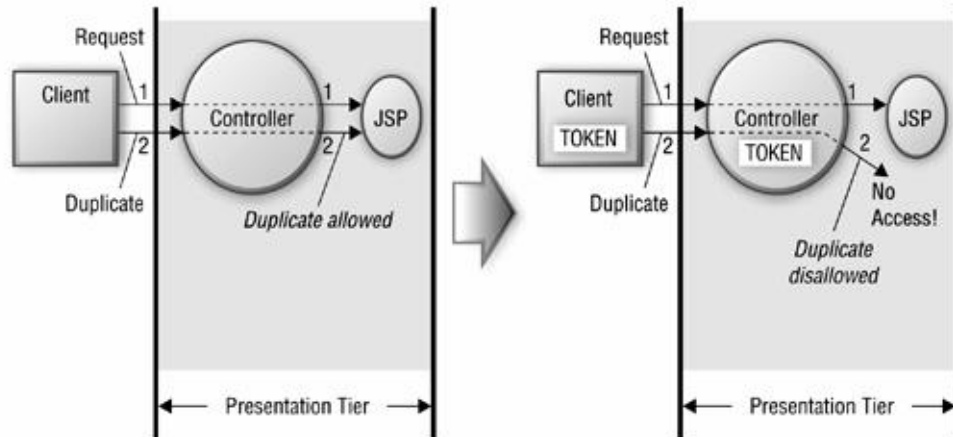 Request
Client
1
2
Controller
1
2
JSP
Duplicate
Duplicate allowed
Presentation Tier
Request
Client
TOKEN
1
2
Controller
TOKEN
1
2
JSP
No
Access!
Duplicate
Duplicate
disallowed
Presentation Tier